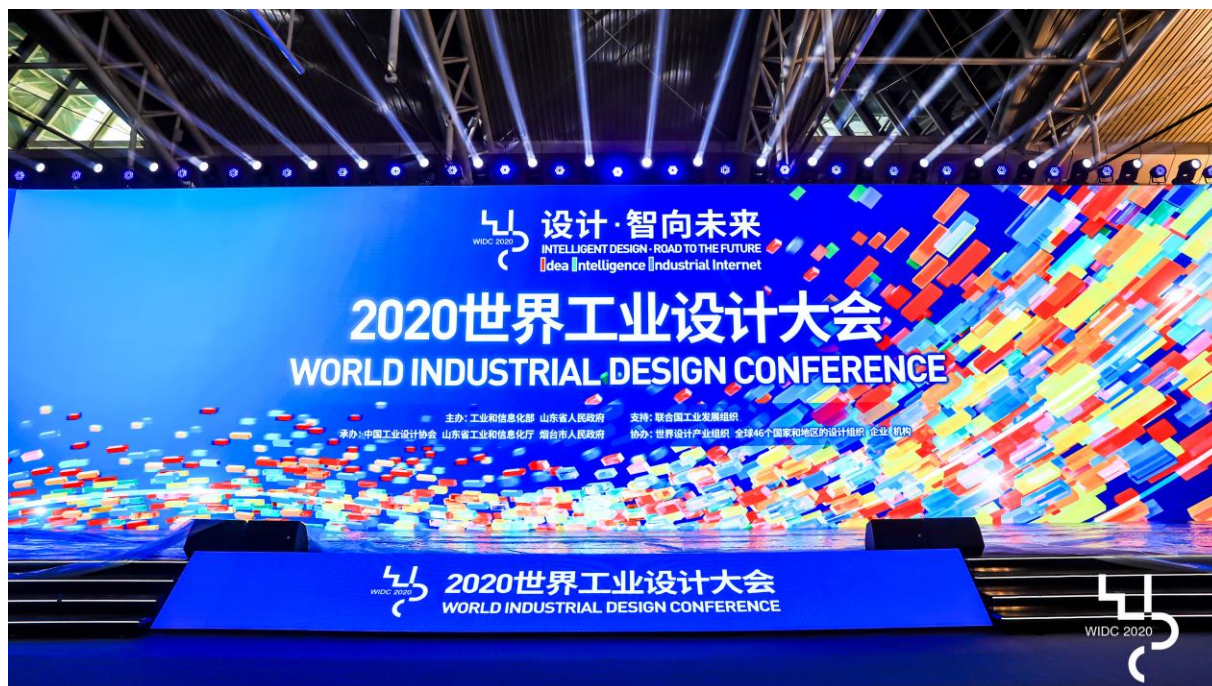 WIDC 2020
设计·智向未来
INTELLIGENT DESIGN·ROAD TO THE FUTURE
Idea Intelligence Industrial Internet
2020世界工业设计大会
WORLD INDUSTRIAL DESIGN CONFERENCE
主办：工业和信息化部 山东省人民政府 支持：联合国工业发展组织
承办：中国工业设计协会 山东省工业和信息化厅 烟台市人民政府 协办：世界设计产业组织 全球46个国家和地区的设计组织 企业 机构
WIDC 2020
2020世界工业设计大会
WORLD INDUSTRIAL DESIGN CONFERENCE
WIDC 2020